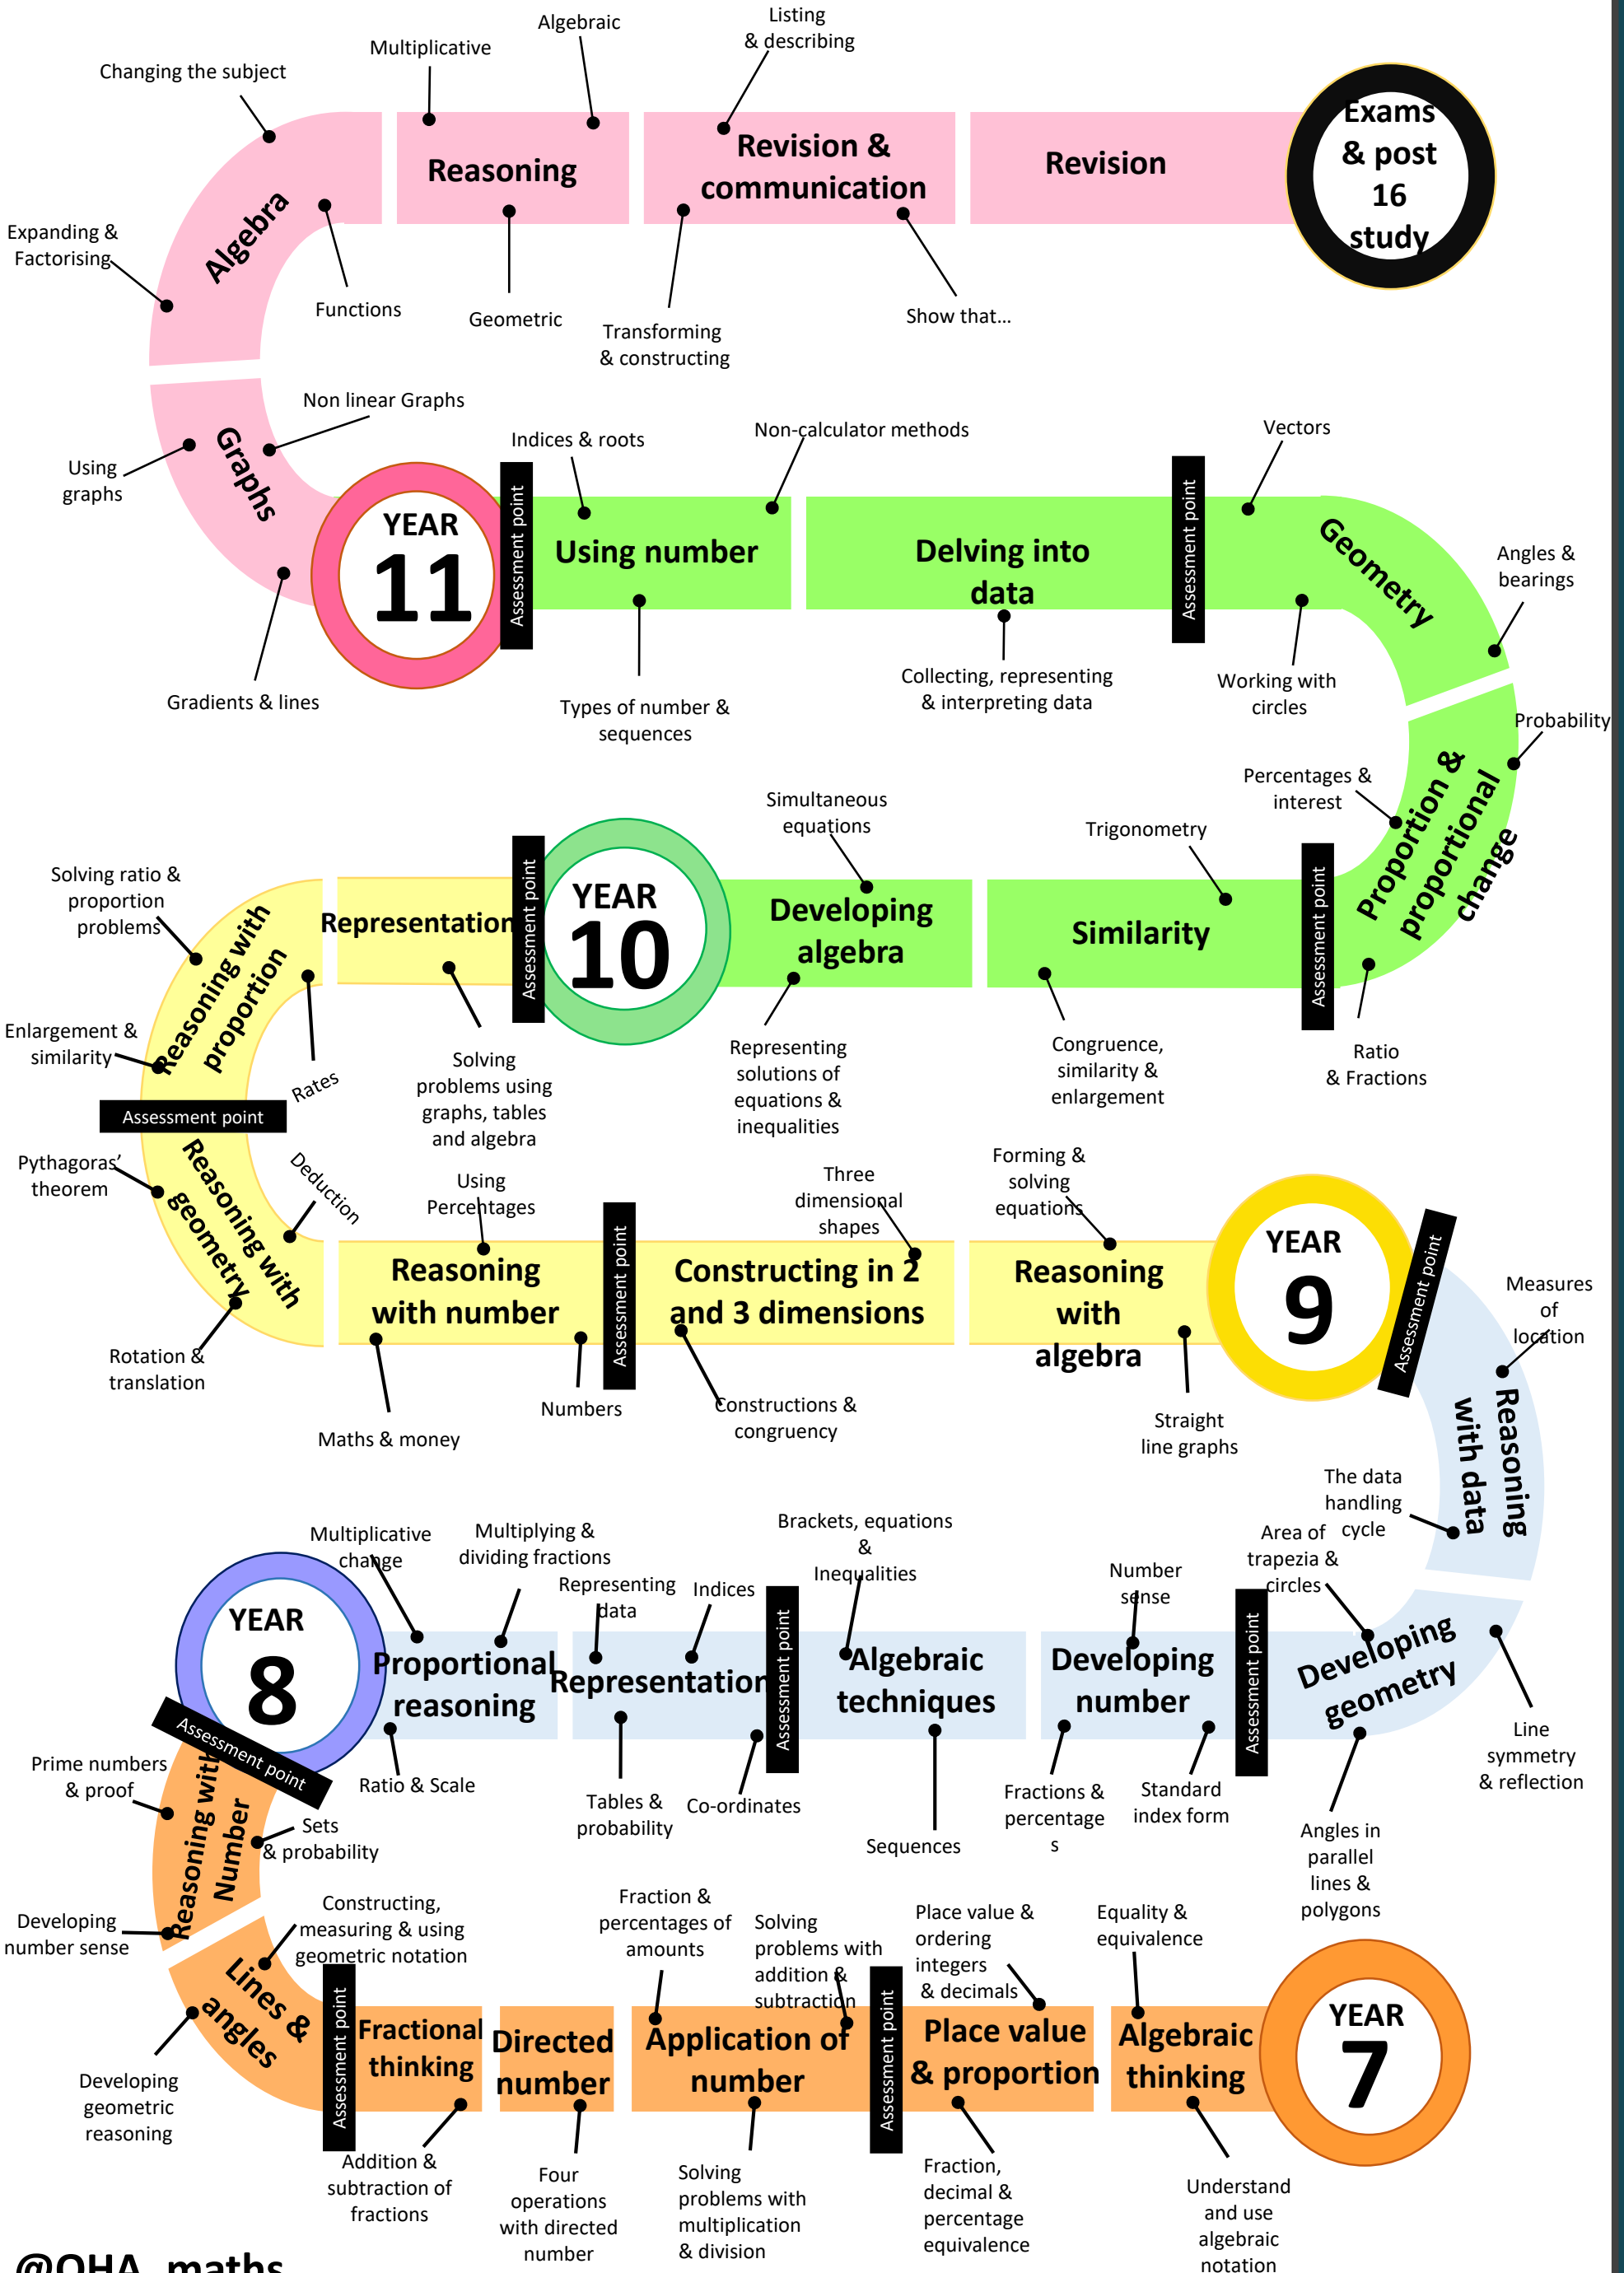 Algebraic
Listing
& describing
Multiplicative
Changing the subject
Exams
& post
16
study
Reasoning
Revision &
communication
Revision
Algebra
Expanding &
Factorising
Functions
Geometric
Transforming
& constructing
Show that...
Graphs
Non linear Graphs
Using
graphs
Gradients & lines
YEAR
11
Assessment point
Indices & roots
Non-calculator methods
Using number
Types of number &
sequences
Delving into
data
Collecting, representing
& interpreting data
Assessment point
Vectors
Geometry
Angles &
bearings
Working with
circles
Probability
Percentages &
interest
Proportion &
proportional
change
Ratio
& Fractions
Assessment point
Trigonometry
Similarity
Congruence,
similarity &
enlargement
Simultaneous
equations
Developing
algebra
Representing
solutions of
equations &
inequalities
YEAR
10
Assessment point
Representation
Solving
problems using
graphs, tables
and algebra
Solving ratio &
proportion
problems
Reasoning with
proportion
Enlargement &
similarity
Rates
Assessment point
Pythagoras'
theorem
Deduction
Reasoning with
geometry
Rotation &
translation
Using
Percentages
Reasoning
with number
Maths & money
Numbers
Assessment point
Three
dimensional
shapes
Constructing in 2
and 3 dimensions
Constructions &
congruency
Forming &
solving
equations
Reasoning
with
algebra
Straight
line graphs
YEAR
9
Assessment point
Measures
of
location
Reasoning
with data
The data
handling
cycle
Area of
trapezia &
circles
Developing
geometry
Line
symmetry
& reflection
Angles in
parallel
lines &
polygons
Assessment point
Number
sense
Developing
number
Fractions &
percentage
s
Standard
index form
Brackets, equations
&
Inequalities
Algebraic
techniques
Sequences
Assessment point
Representing
data
Indices
Representation
Tables &
probability
Co-ordinates
Multiplicative
change
Multiplying &
dividing fractions
Proportional
reasoning
Ratio & Scale
YEAR
8
Assessment point
Prime numbers
& proof
Reasoning with
Number
Sets
& probability
Developing
number sense
Constructing,
measuring & using
geometric notation
Lines &
angles
Developing
geometric
reasoning
Assessment point
Fractional
thinking
Addition &
subtraction of
fractions
Directed
number
Four
operations
with directed
number
Fraction &
percentages of
amounts
Solving
problems with
addition &
subtraction
Application of
number
Solving
problems with
multiplication
& division
Assessment point
Place value &
ordering
integers
& decimals
Place value
& proportion
Fraction,
decimal &
percentage
equivalence
Equality &
equivalence
Algebraic
thinking
Understand
and use
algebraic
notation
YEAR
7
@OHA_maths